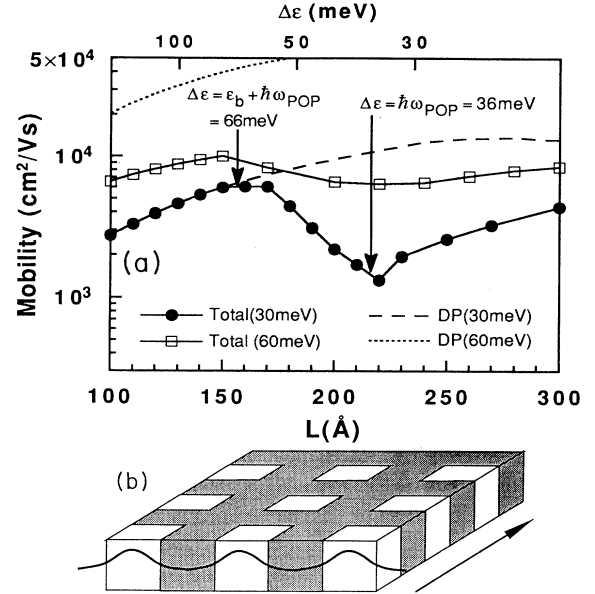 Δε (meV)
100 50 30
5×10⁴
10⁴
10³
Mobility (cm²/Vs)
Δε = ε_b + ħω_POP
= 66meV
Δε = ħω_POP = 36meV
(a)
Total(30meV)
DP(30meV)
Total (60meV)
DP(60meV)
100 150 200 250 300
L(Å)
(b)